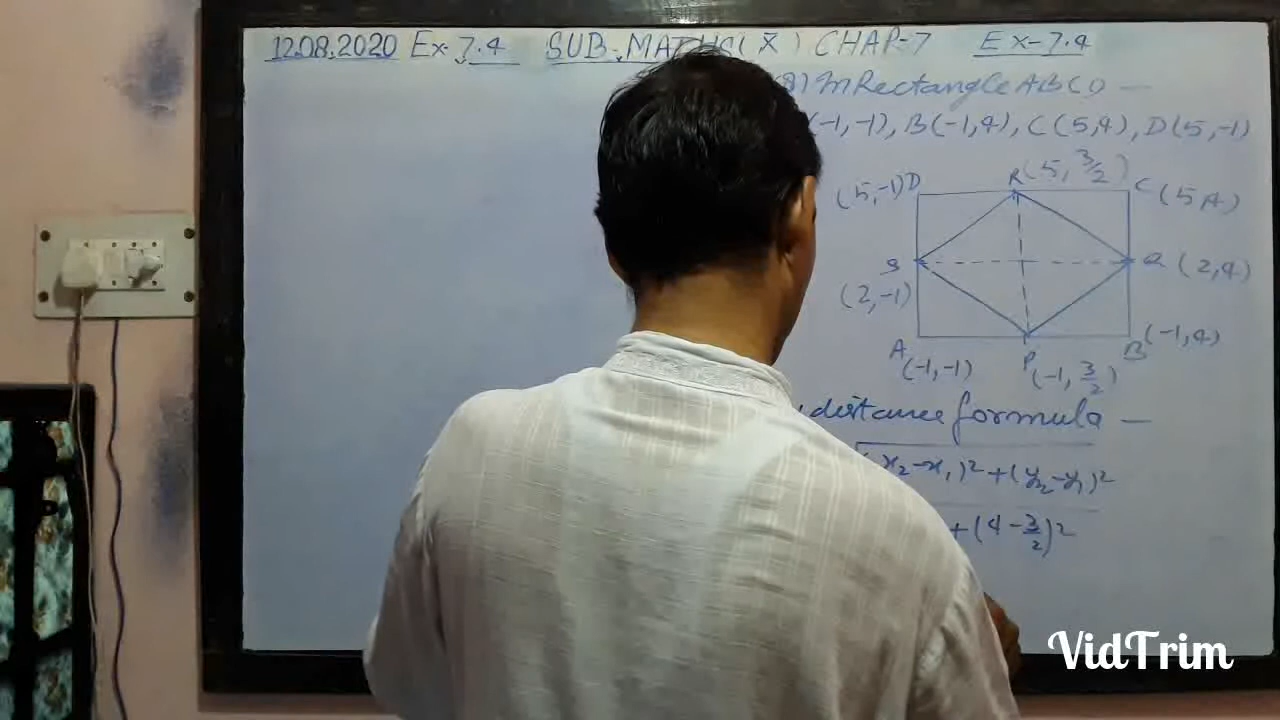 12.08.2020 Ex-7.4 SUB-MATHS(X) CHAP-7 Ex-7.4
8) In Rectangle ABCD —
(-1,-1), B(-1,4), C(5,4), D(5,-1)
(5,-1) D R (5, 3/2) C (5,4)
S Q (2,4)
(2,-1)
A (-1,-1) P (-1, 3/2) B (-1,4)
distance formula —
x₂-x₁)² + (y₂-y₁)²
+ (4 - 3/2)²
VidTrim